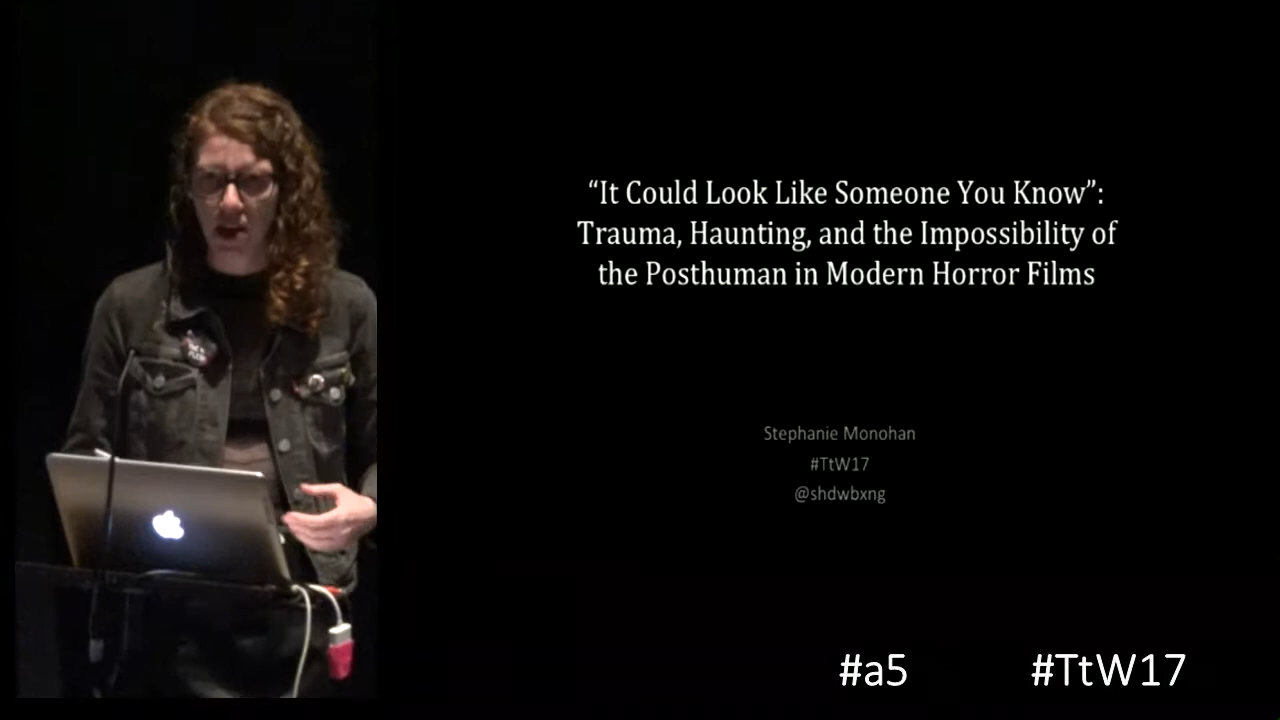 “It Could Look Like Someone You Know”:
Trauma, Haunting, and the Impossibility of
the Posthuman in Modern Horror Films
Stephanie Monohan
#TtW17
@shdwbxng
#a5 #TtW17